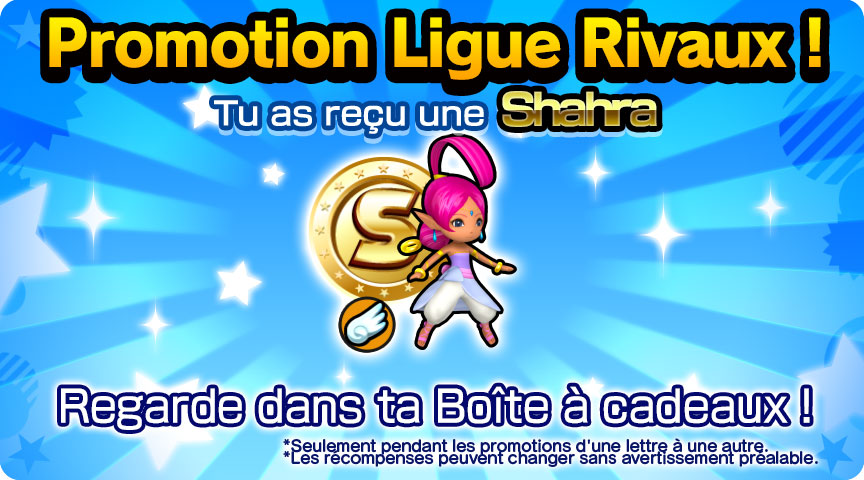 Promotion Ligue Rivaux !
Tu as reçu une Shahra
S
Regarde dans ta Boîte à cadeaux !
*Seulement pendant les promotions d'une lettre à une autre.
*Les récompenses peuvent changer sans avertissement préalable.